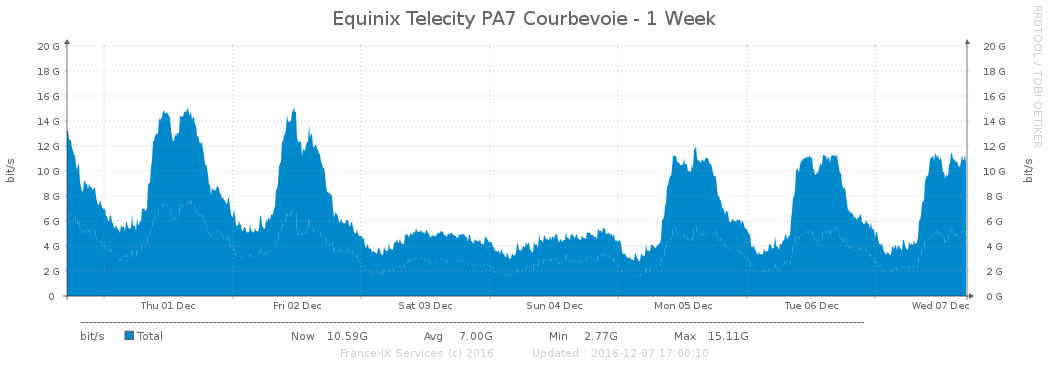 Equinix Telecity PA7 Courbevoie - 1 Week
RRDTOOL / TOBI OETIKER
20 G 20 G
18 G 18 G
16 G 16 G
14 G 14 G
12 G 12 G
10 G 10 G
8 G 8 G
6 G 6 G
4 G 4 G
2 G 2 G
0 0 G
bit/s bit/s
Thu 01 Dec Fri 02 Dec Sat 03 Dec Sun 04 Dec Mon 05 Dec Tue 06 Dec Wed 07 Dec
bit/s Total Now 10.59G Avg 7.00G Min 2.77G Max 15.11G
France-IX Services (c) 2016 Updated : 2016-12-07 17:00:10